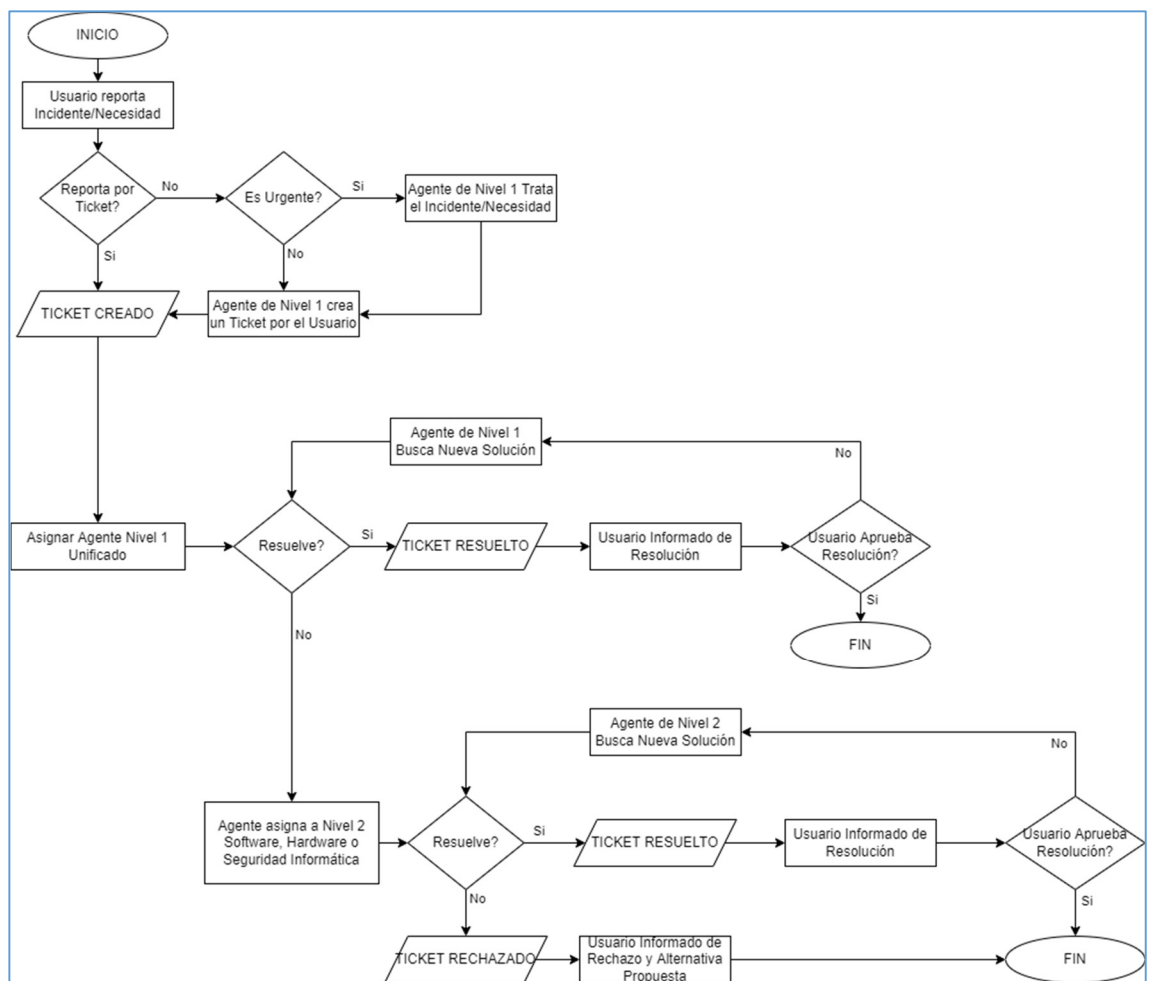 INICIO
Usuario reporta
Incidente/Necesidad
Reporta por
Ticket?
No
Es Urgente?
Si
Agente de Nivel 1 Trata
el Incidente/Necesidad
Si
No
TICKET CREADO
Agente de Nivel 1 crea
un Ticket por el Usuario
Agente de Nivel 1
Busca Nueva Solución
No
Asignar Agente Nivel 1
Unificado
Resuelve?
Si
TICKET RESUELTO
Usuario Informado de
Resolución
Usuario Aprueba
Resolución?
Si
No
FIN
Agente de Nivel 2
Busca Nueva Solución
No
Agente asigna a Nivel 2
Software, Hardware o
Seguridad Informática
Resuelve?
Si
TICKET RESUELTO
Usuario Informado de
Resolución
Usuario Aprueba
Resolución?
No
Si
TICKET RECHAZADO
Usuario Informado de
Rechazo y Alternativa
Propuesta
FIN